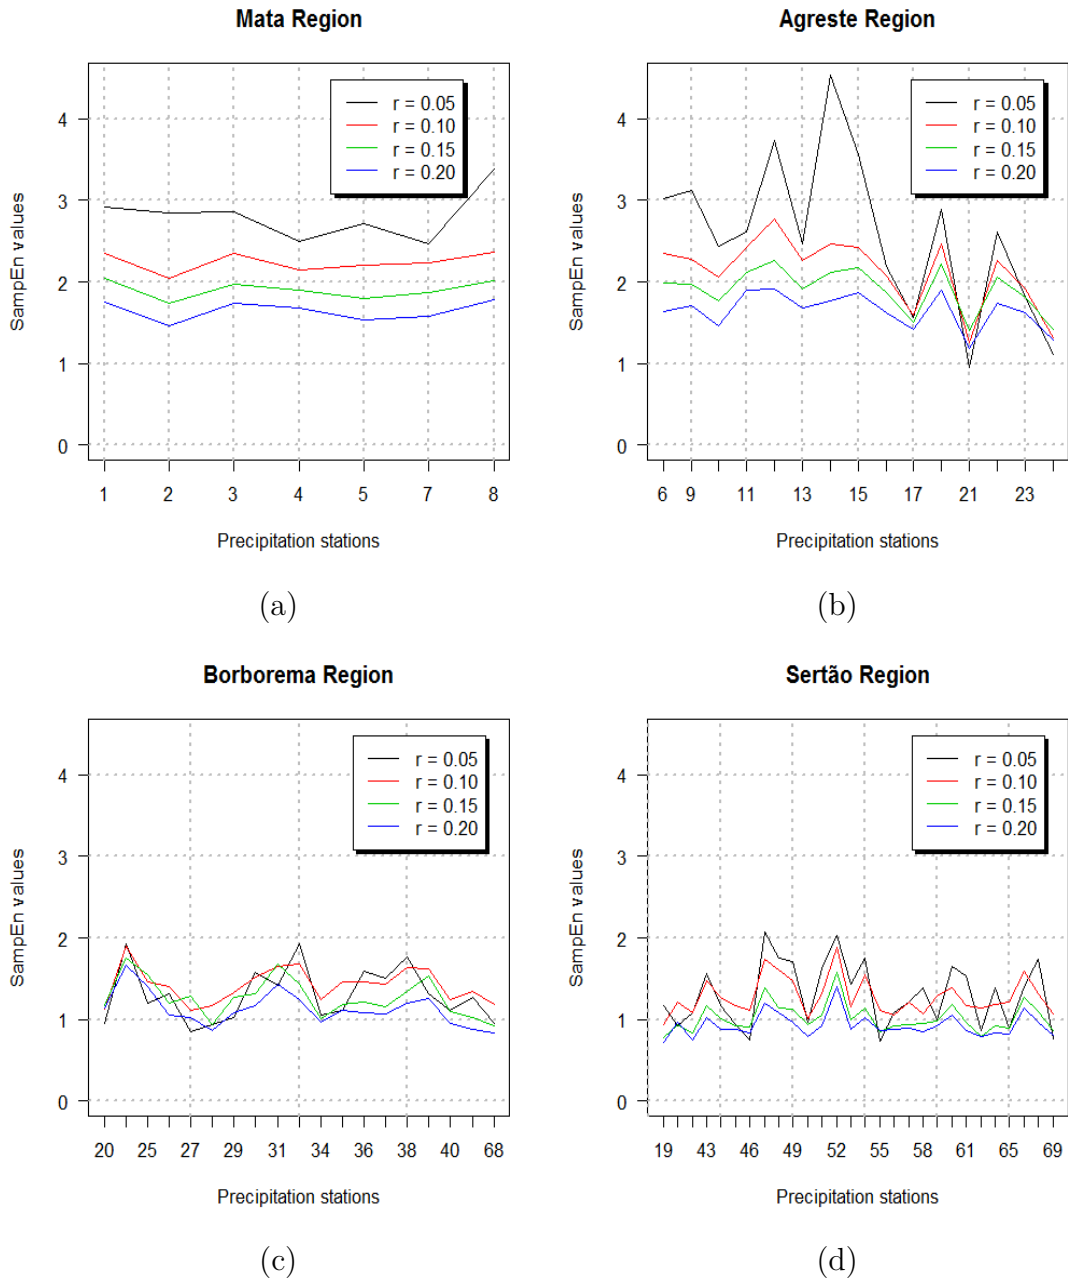 Mata Region
r = 0.05
r = 0.10
r = 0.15
r = 0.20
SampEn values
4
3
2
1
0
1 2 3 4 5 7 8
Precipitation stations
(a)
Agreste Region
r = 0.05
r = 0.10
r = 0.15
r = 0.20
SampEn values
4
3
2
1
0
6 9 11 13 15 17 21 23
Precipitation stations
(b)
Borborema Region
r = 0.05
r = 0.10
r = 0.15
r = 0.20
SampEn values
4
3
2
1
0
20 25 27 29 31 34 36 38 40 68
Precipitation stations
(c)
Sertão Region
r = 0.05
r = 0.10
r = 0.15
r = 0.20
SampEn values
4
3
2
1
0
19 43 46 49 52 55 58 61 65 69
Precipitation stations
(d)